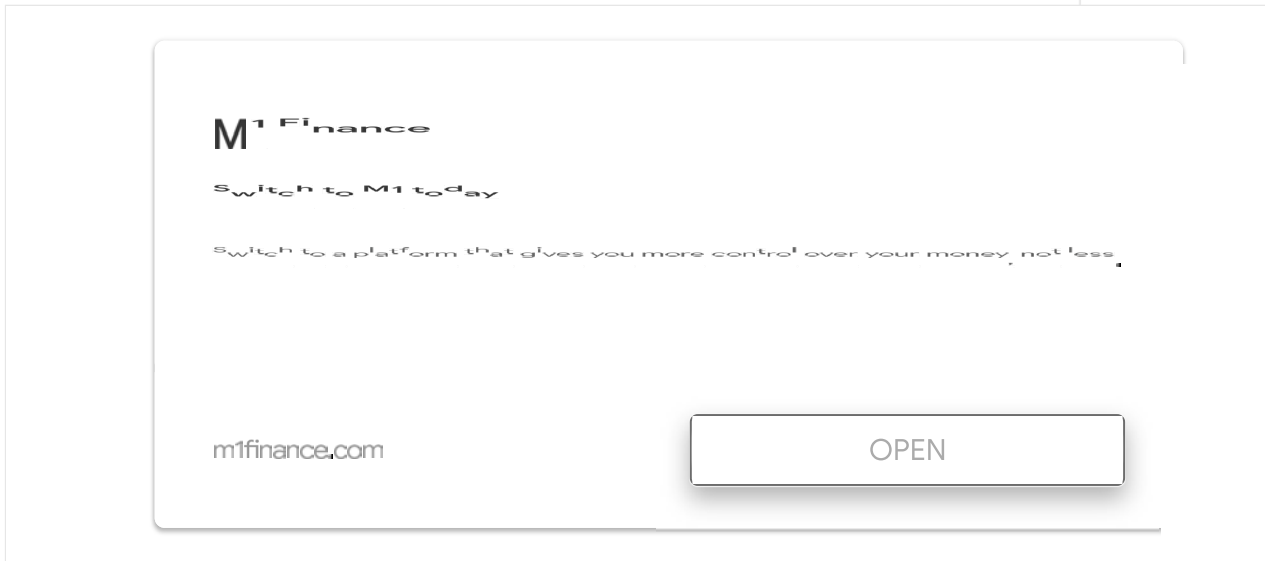 M1 Finance
Switch to M1 today
Switch to a platform that gives you more control over your money, not less.
m1finance.com
OPEN